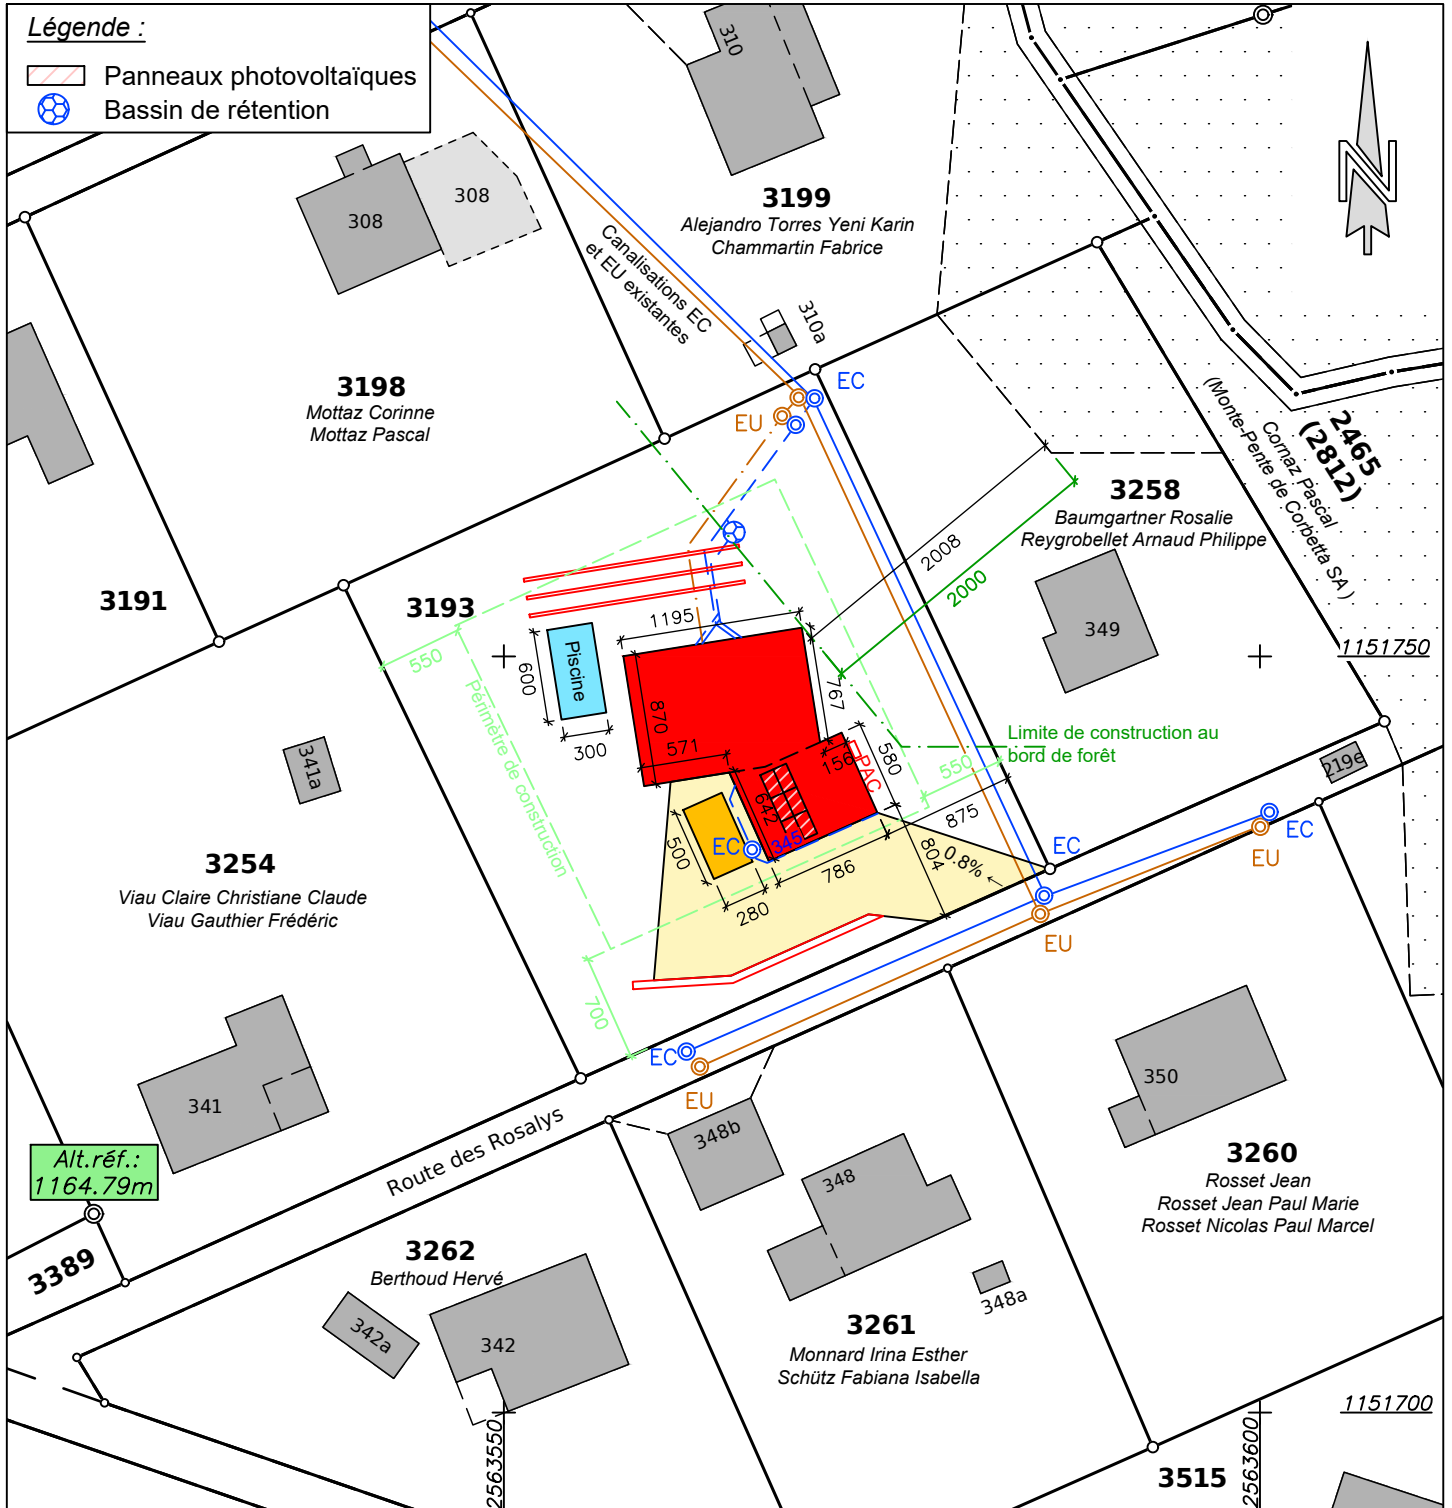 Légende :
Panneaux photovoltaïques
Bassin de rétention
310
308
308
3199
Alejandro Torres Yeni Karin
Chammartin Fabrice
Canalisations EC
et EU existantes
310a
EC
EU
3198
Mottaz Corinne
Mottaz Pascal
2465
(2812)
Cornaz Pascal
(Monte-Pente de Corbetta SA )
3258
Baumgartner Rosalie
Reygrobellet Arnaud Philippe
2008
2000
349
1151750
3191
3193
550
1195
600
Piscine
300
870
767
571
Périmètre de construction
Limite de construction au
bord de forêt
156
PAC
580
550
875
642
345
EC
500
280
786
804
0.8% ←
EC
219e
EC
EU
EU
341a
3254
Viau Claire Christiane Claude
Viau Gauthier Frédéric
700
EC
EU
341
Route des Rosalys
Alt.réf.:
1164.79m
3389
348b
348
350
3260
Rosset Jean
Rosset Jean Paul Marie
Rosset Nicolas Paul Marcel
3262
Berthoud Hervé
342a
342
348a
3261
Monnard Irina Esther
Schütz Fabiana Isabella
1151700
2563550
2563600
3515